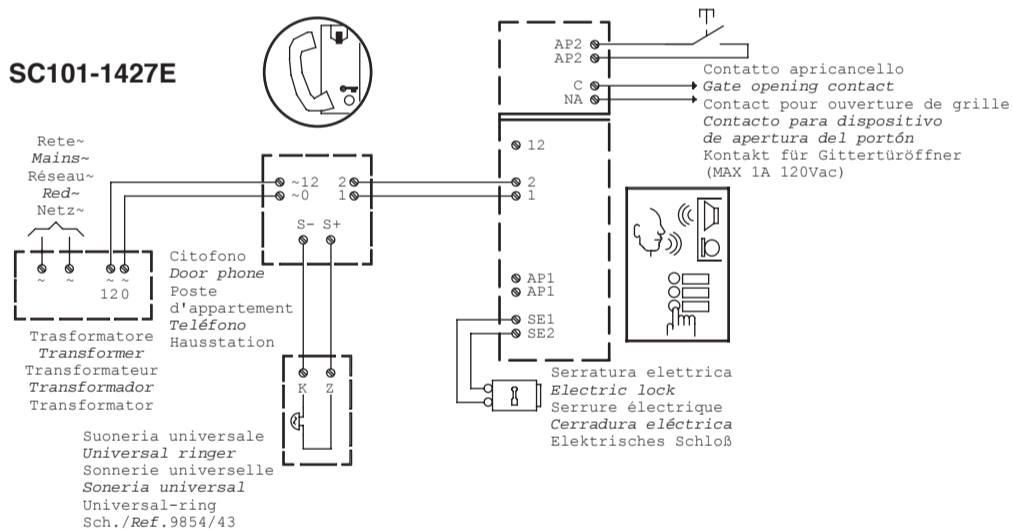 SC101-1427E
Rete~
Mains~
Réseau~
Red~
Netz~
~ ~ ~ ~
12 0
Trasformatore
Transformer
Transformateur
Transformador
Transformator
~12 2
~0 1
S- S+
Citofono
Door phone
Poste
d'appartement
Teléfono
Hausstation
K Z
Suoneria universale
Universal ringer
Sonnerie universelle
Soneria universal
Universal-ring
Sch./Ref.9854/43
AP2
AP2
C
NA
Contatto apricancello
Gate opening contact
Contact pour ouverture de grille
Contacto para dispositivo
de apertura del portón
Kontakt für Gittertüröffner
(MAX 1A 120Vac)
12
2
1
AP1
AP1
SE1
SE2
Serratura elettrica
Electric lock
Serrure électrique
Cerradura eléctrica
Elektrisches Schloß